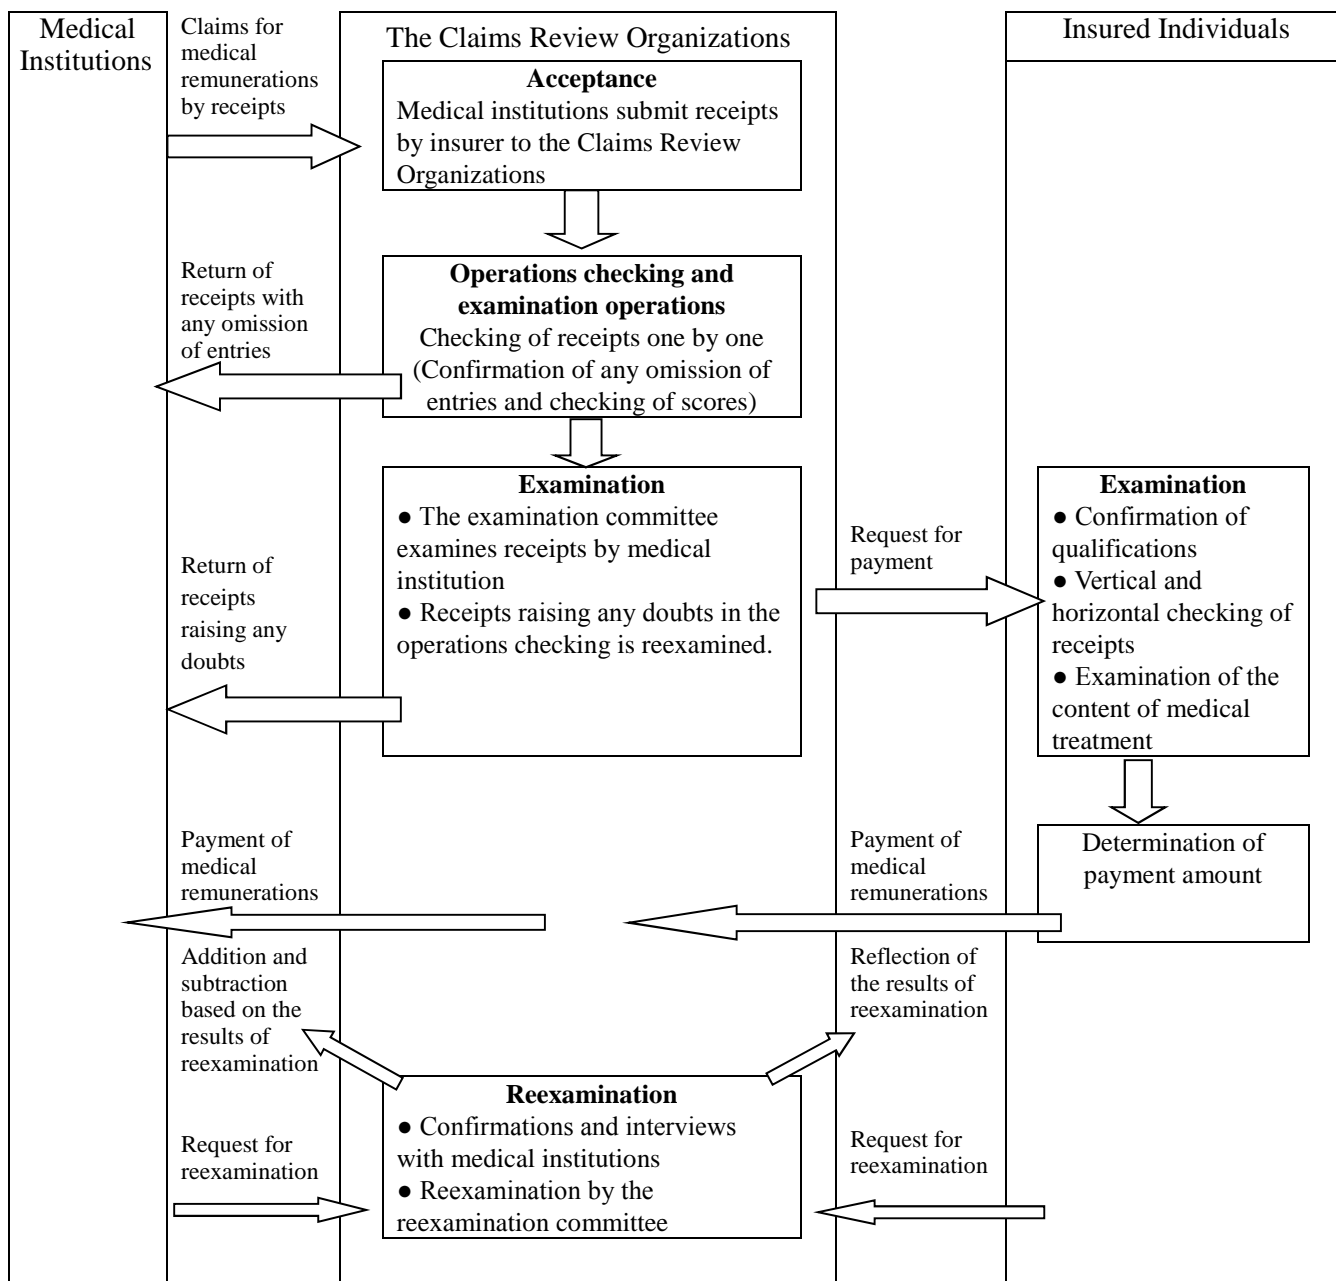 Medical
Institutions
Claims for
medical
remunerations
by receipts
The Claims Review Organizations
Insured Individuals
Acceptance
Medical institutions submit receipts
by insurer to the Claims Review
Organizations
Return of
receipts with
any omission
of entries
Operations checking and
examination operations
Checking of receipts one by one
(Confirmation of any omission of
entries and checking of scores)
Return of
receipts
raising any
doubts
Examination
● The examination committee
examines receipts by medical
institution
● Receipts raising any doubts in the
operations checking is reexamined.
Request for
payment
Examination
● Confirmation of
qualifications
● Vertical and
horizontal checking of
receipts
● Examination of the
content of medical
treatment
Payment of
medical
remunerations
Payment of
medical
remunerations
Determination of
payment amount
Addition and
subtraction
based on the
results of
reexamination
Reflection of
the results of
reexamination
Reexamination
● Confirmations and interviews
with medical institutions
● Reexamination by the
reexamination committee
Request for
reexamination
Request for
reexamination